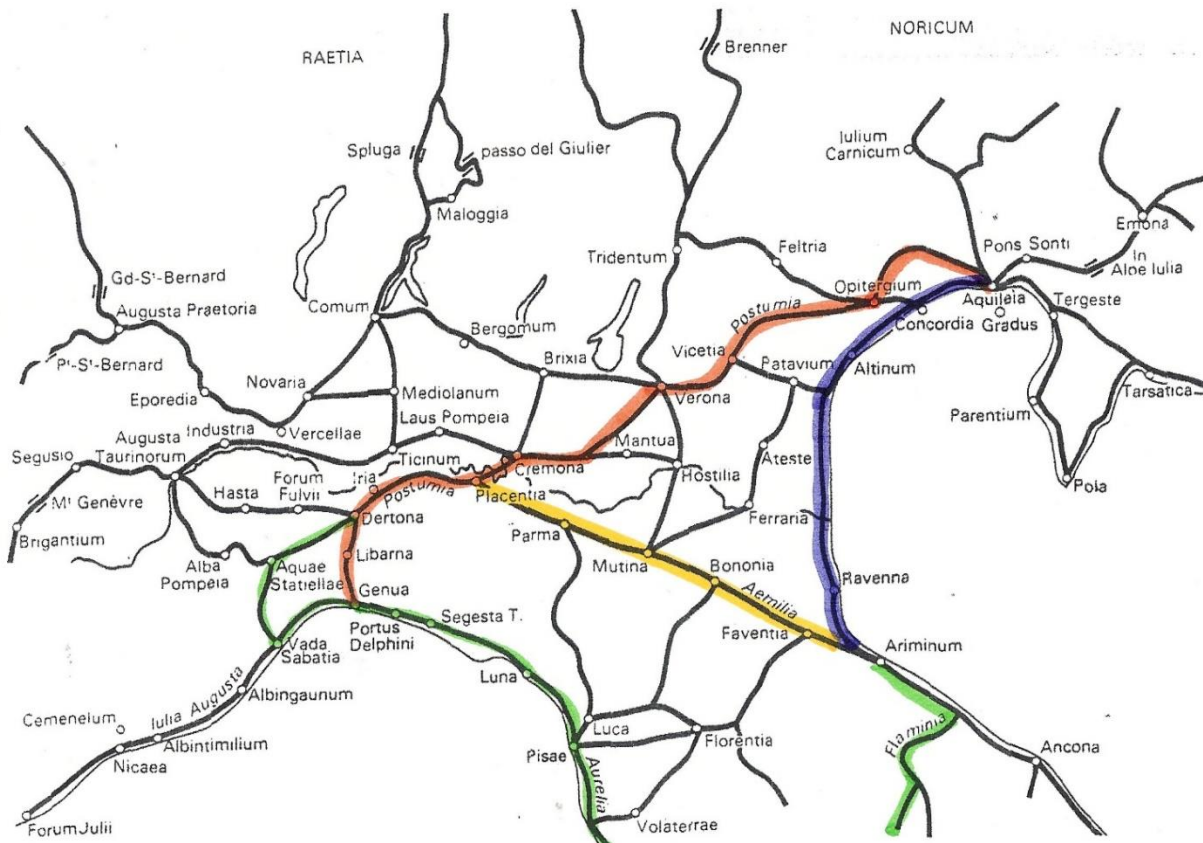 NORICUM
RAETIA
Brenner
Iulium
Carnicum
Spluga
passo del Giulier
Maloggia
Emona
Pons Sonti
In
Aloe Iulia
Tridentum
Feltria
Gd-St-Bernard
Augusta Praetoria
Opitergium
Aquileia
Tergeste
Comum
Bergomum
Postumia
Concordia
Gradus
Pt-St-Bernard
Brixia
Vicetia
Patavium
Altinum
Novaria
Mediolanum
Verona
Tarsatica
Eporedia
Parentium
Laus Pompeia
Augusta
Taurinorum
Industria
Vercellae
Mantua
Segusio
Ticinum
Cremona
Ateste
Forum
Fulvii
Iria
Postumia
Hostilia
Pola
Mt Genèvre
Hasta
Placentia
Dertona
Ferraria
Brigantium
Parma
Libarna
Alba
Pompeia
Aquae
Statiellae
Mutina
Bononia
Ravenna
Genua
Aemilia
Portus
Delphini
Segesta T.
Faventia
Vada
Sabatia
Ariminum
Luna
Albingaunum
Iulia Augusta
Cemenelum
Luca
Flaminia
Albintimilium
Pisae
Florentia
Ancona
Nicaea
Aurelia
Volaterrae
Forum Julii